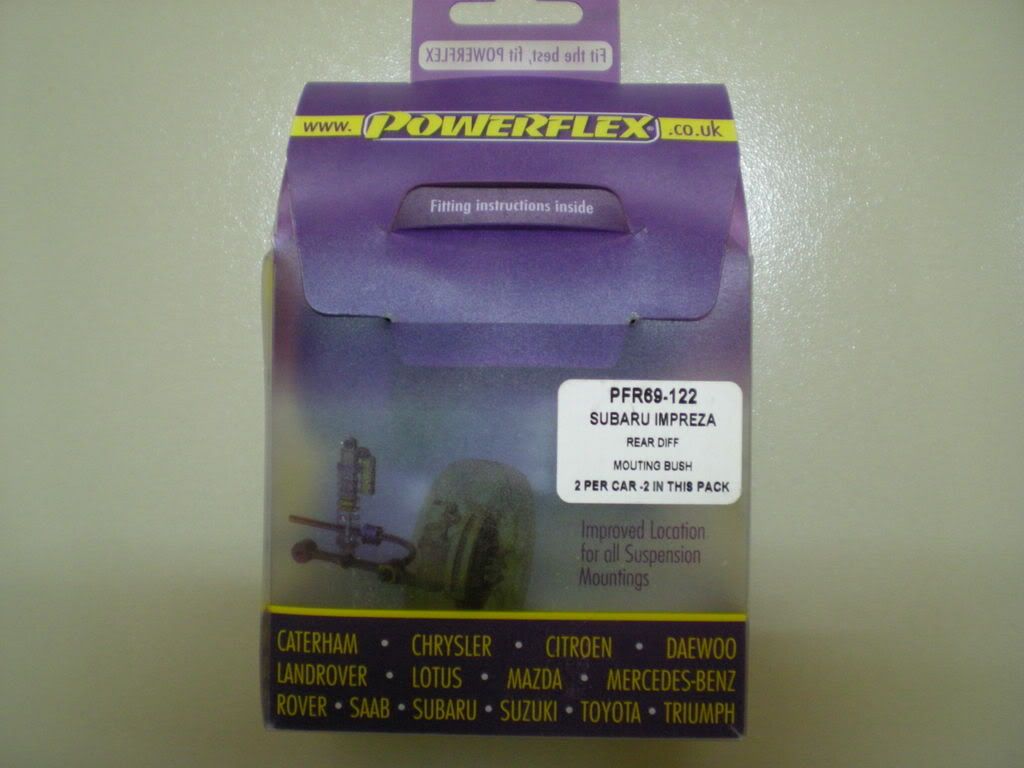 Fit the best, fit POWERFLEX
www. POWERFLEX® .co.uk
Fitting instructions inside
PFR69-122
SUBARU IMPREZA
REAR DIFF
MOUTING BUSH
2 PER CAR -2 IN THIS PACK
Improved Location
for all Suspension
Mountings
CATERHAM • CHRYSLER • CITROEN • DAEWOO
LANDROVER • LOTUS • MAZDA • MERCEDES-BENZ
ROVER • SAAB • SUBARU • SUZUKI • TOYOTA • TRIUMPH